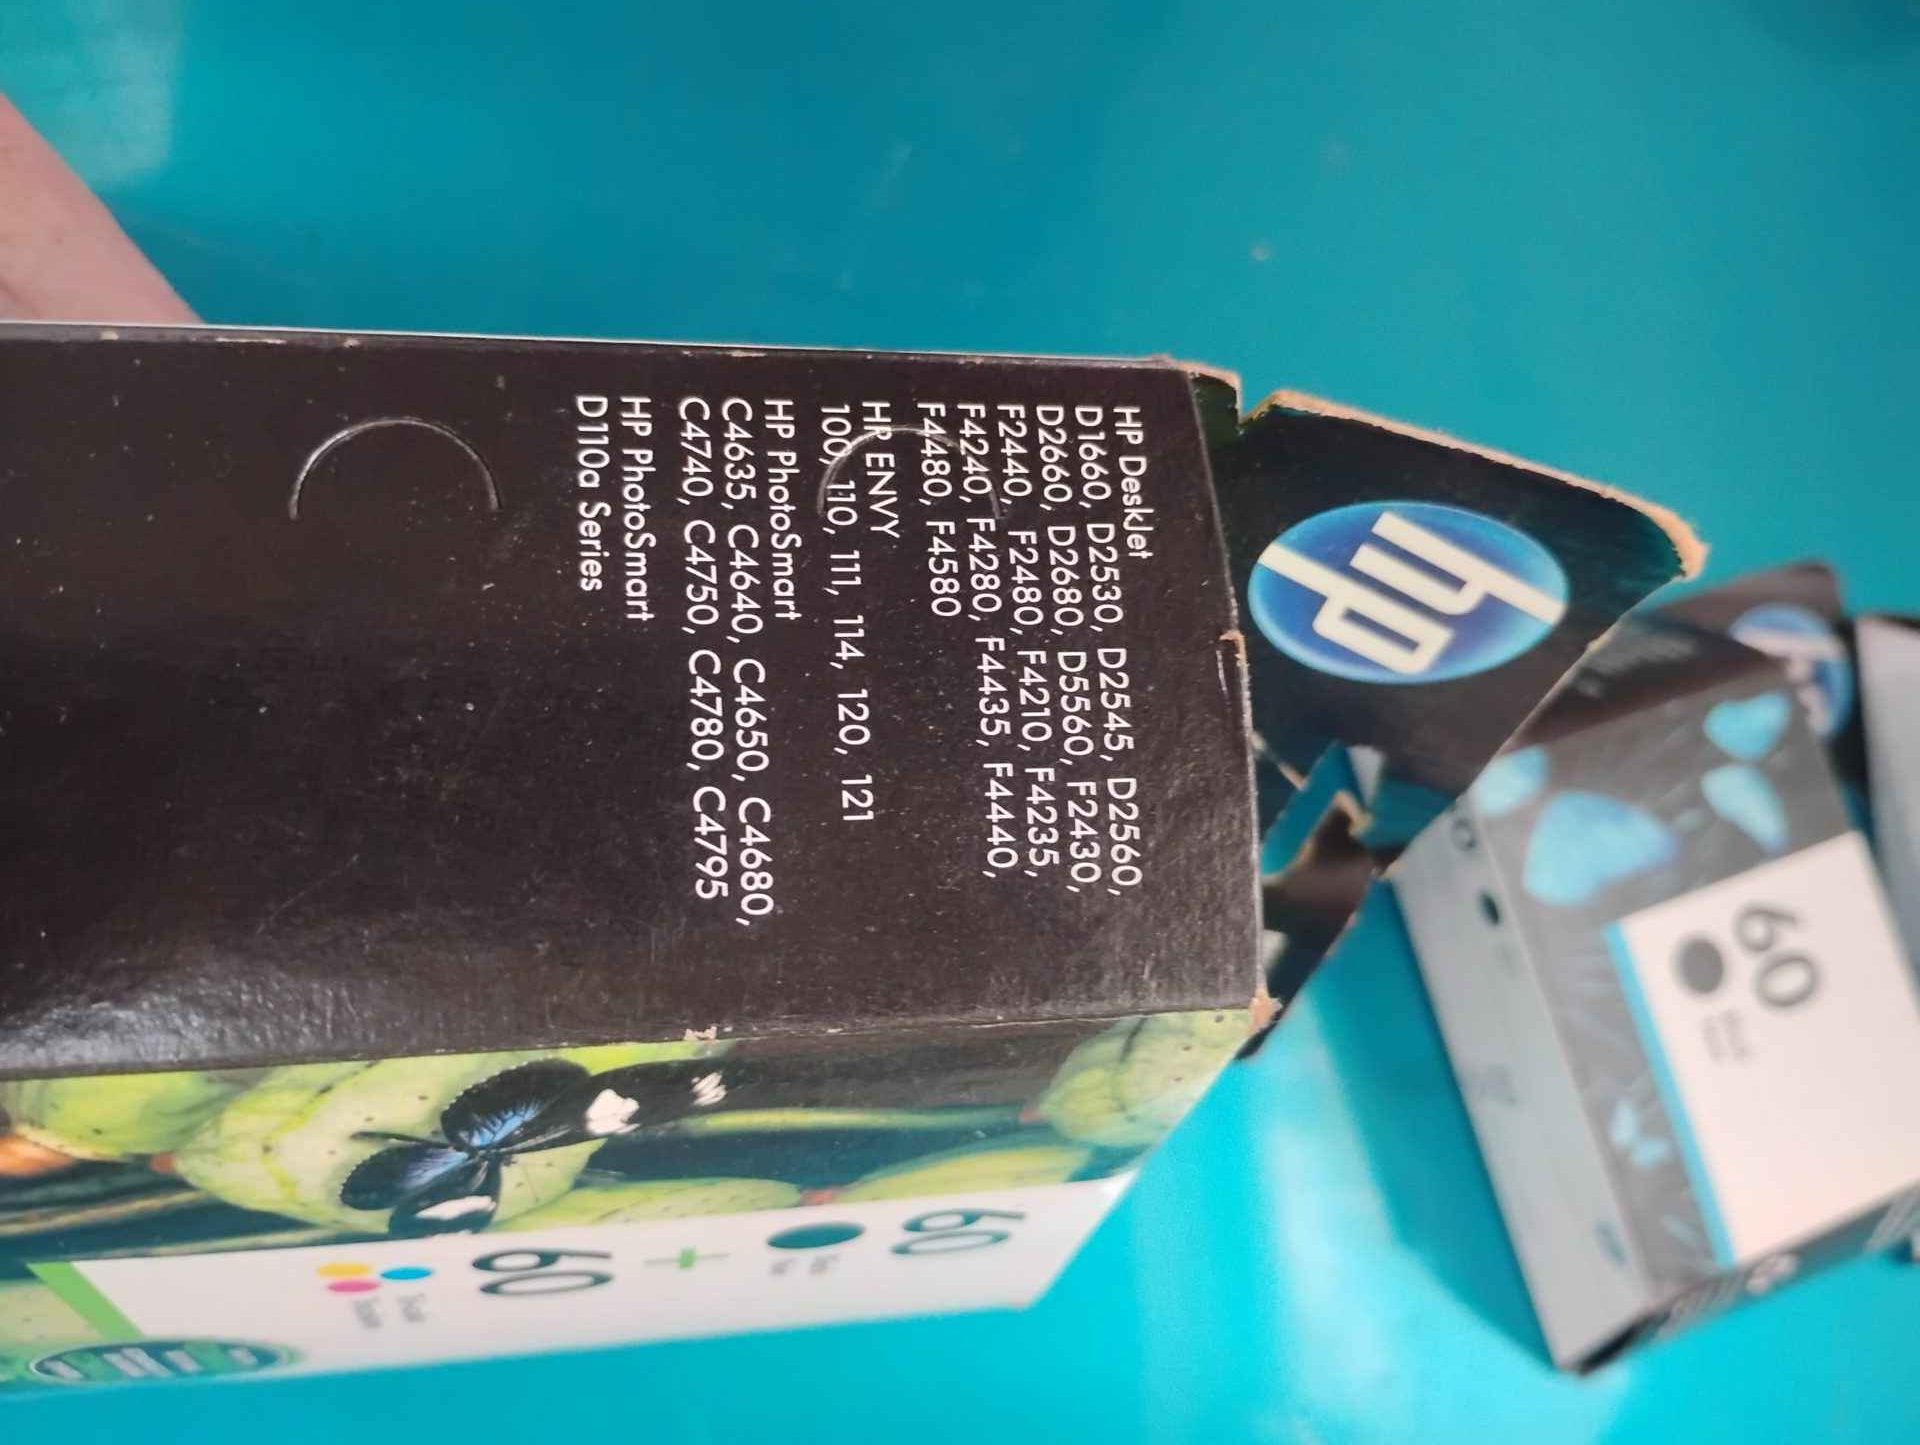 HP DeskJet
D1660, D2530, D2545, D2560,
D2660, D2680, D5560, F2430,
F2440, F2480, F4210, F4235,
F4240, F4280, F4435, F4440,
F4480, F4580
HP ENVY
100, 110, 111, 114, 120, 121
HP PhotoSmart
C4635, C4640, C4650, C4680,
C4740, C4750, C4780, C4795
HP PhotoSmart
D110a Series
hp
60
60
+
60